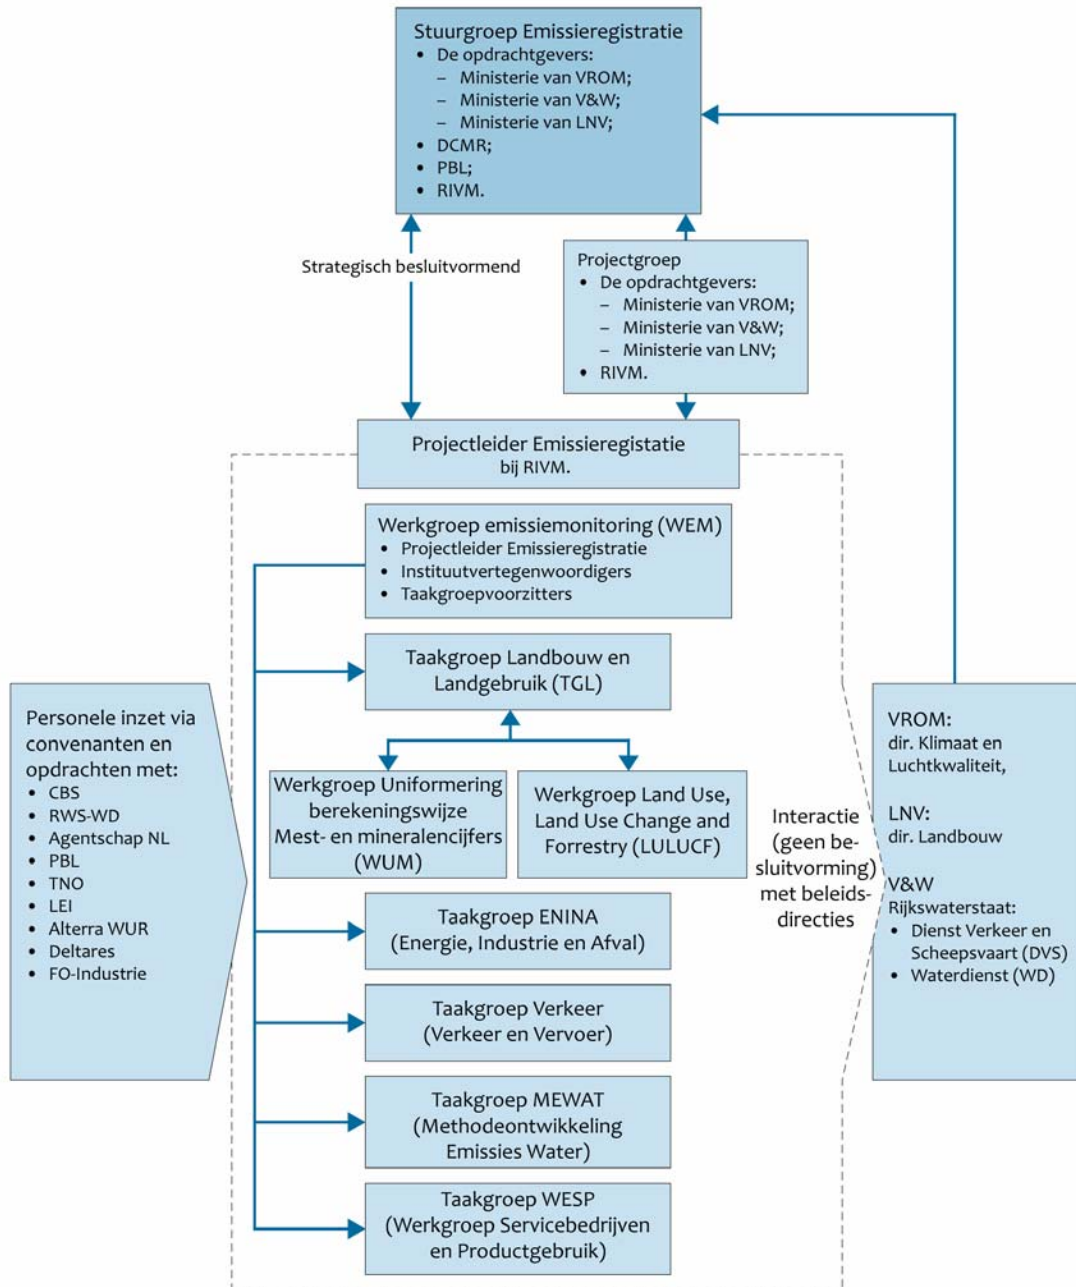 Stuurgroep Emissieregistratie
• De opdrachtgevers:
– Ministerie van VROM;
– Ministerie van V&W;
– Ministerie van LNV;
• DCMR;
• PBL;
• RIVM.
Strategisch besluitvormend
Projectgroep
• De opdrachtgevers:
– Ministerie van VROM;
– Ministerie van V&W;
– Ministerie van LNV;
• RIVM.
Projectleider Emissieregistatie
bij RIVM.
Werkgroep emissiemonitoring (WEM)
• Projectleider Emissieregistratie
• Instituutvertegenwoordigers
• Taakgroepvoorzitters
Taakgroep Landbouw en
Landgebruik (TGL)
Personele inzet via
convenanten en
opdrachten met:
• CBS
• RWS-WD
• Agentschap NL
• PBL
• TNO
• LEI
• Alterra WUR
• Deltares
• FO-Industrie
Werkgroep Uniformering
berekeningswijze
Mest- en mineralencijfers
(WUM)
Werkgroep Land Use,
Land Use Change and
Forrestry (LULUCF)
Interactie
(geen be-
sluitvorming)
met beleids-
directies
VROM:
dir. Klimaat en
Luchtkwaliteit,
LNV:
dir. Landbouw
V&W
Rijkswaterstaat:
• Dienst Verkeer en
Scheepsvaart (DVS)
• Waterdienst (WD)
Taakgroep ENINA
(Energie, Industrie en Afval)
Taakgroep Verkeer
(Verkeer en Vervoer)
Taakgroep MEWAT
(Methodeontwikkeling
Emissies Water)
Taakgroep WESP
(Werkgroep Servicebedrijven
en Productgebruik)